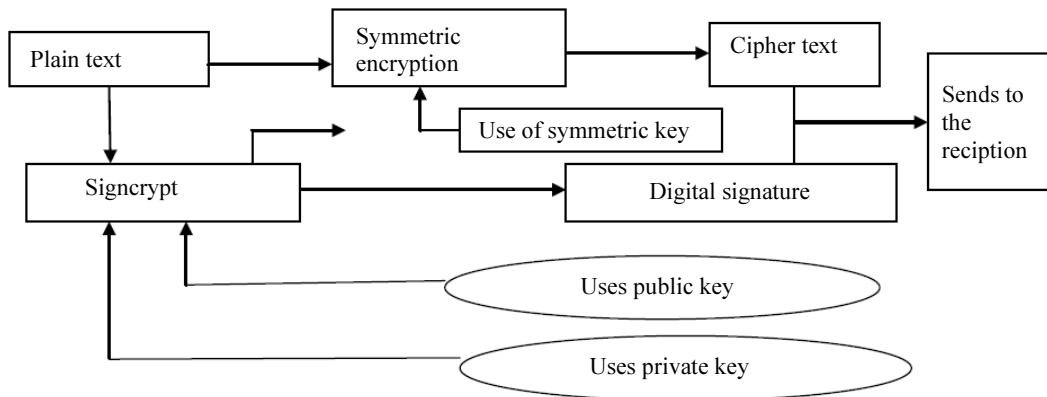 Plain text
Symmetric
encryption
Cipher text
Sends to
the
reciption
Use of symmetric key
Signcrypt
Digital signature
Uses public key
Uses private key